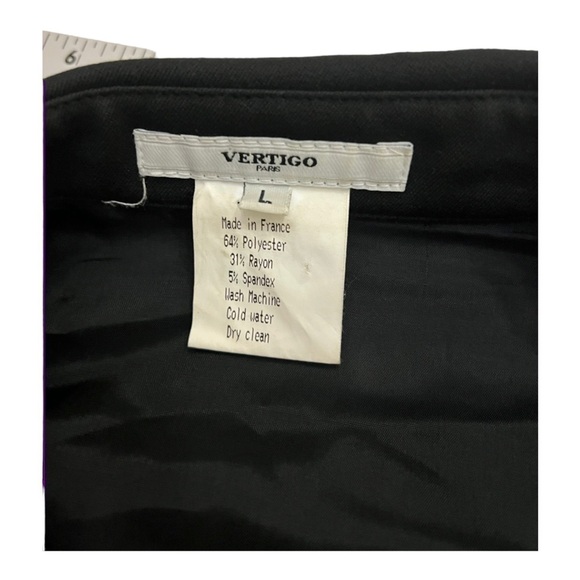 6
VERTIGO
PARIS
L
Made in France
64% Polyester
31% Rayon
5% Spandex
Wash Machine
Cold water
Dry clean